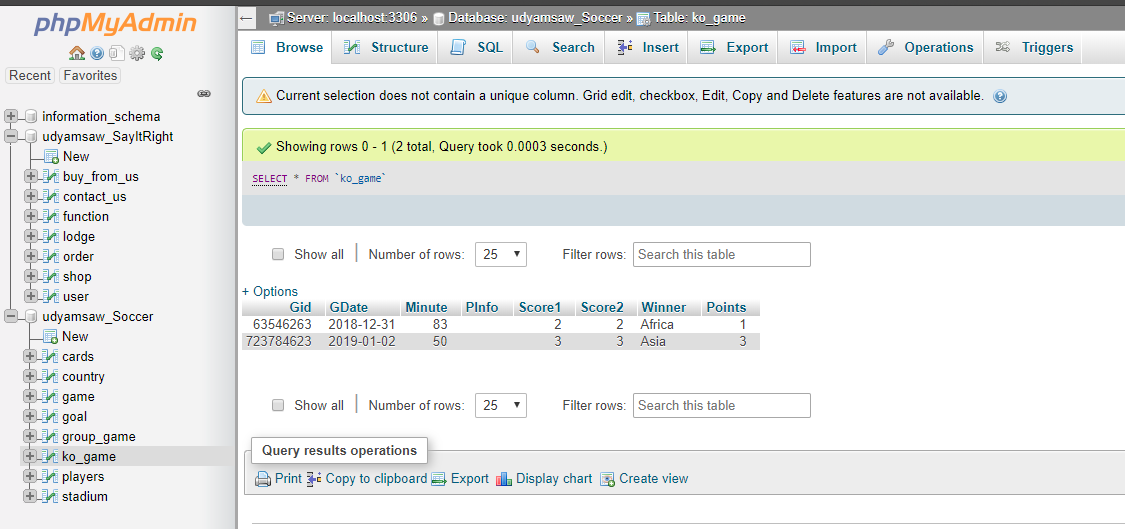 phpMyAdmin
Recent Favorites
information_schema
udyamsaw_SayItRight
New
buy_from_us
contact_us
function
lodge
order
shop
user
udyamsaw_Soccer
New
cards
country
game
goal
group_game
ko_game
players
stadium
Server: localhost:3306 » Database: udyamsaw_Soccer » Table: ko_game
Browse Structure SQL Search Insert Export Import Operations Triggers
Current selection does not contain a unique column. Grid edit, checkbox, Edit, Copy and Delete features are not available.
Showing rows 0 - 1 (2 total, Query took 0.0003 seconds.)
SELECT * FROM `ko_game`
Show all | Number of rows: 25 Filter rows: Search this table
+ Options
Gid GDate Minute PInfo Score1 Score2 Winner Points
63546263 2018-12-31 83 2 2 Africa 1
723784623 2019-01-02 50 3 3 Asia 3
Show all | Number of rows: 25 Filter rows: Search this table
Query results operations
Print Copy to clipboard Export Display chart Create view